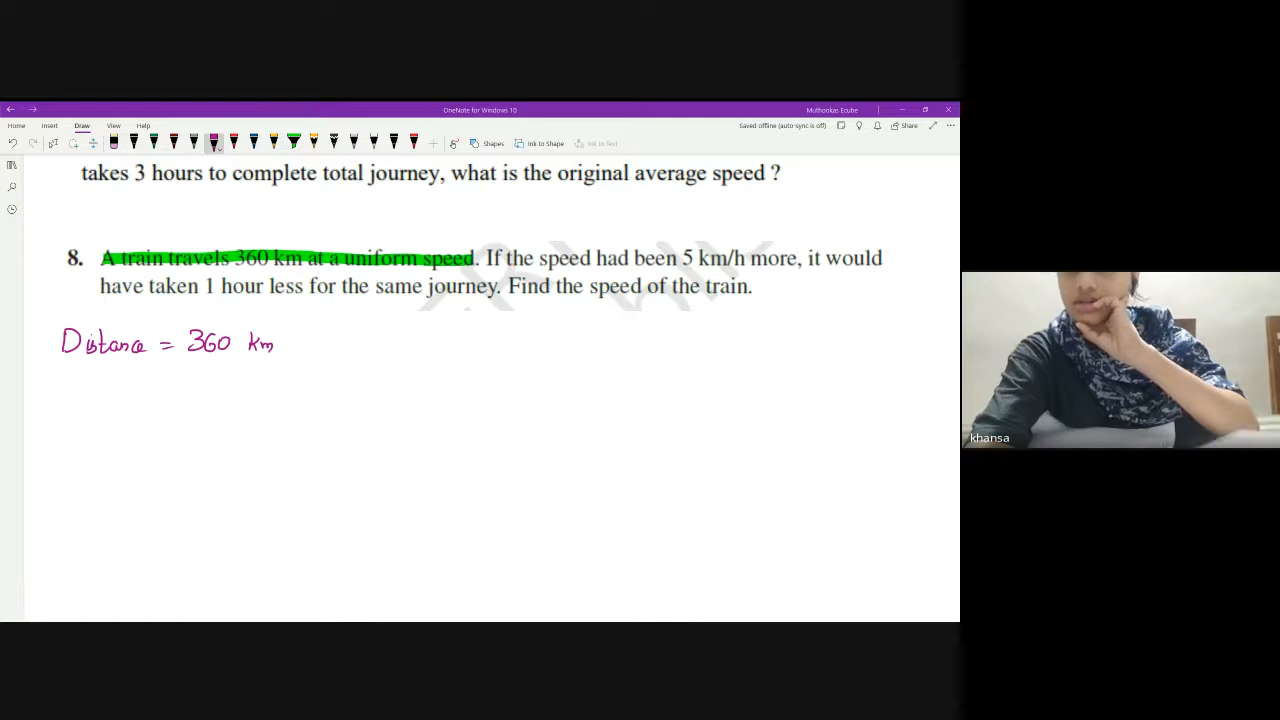 OneNote for Windows 10
Muthookas Ecube
Home Insert Draw View Help
Saved offline (auto-sync is off) Share
Shapes Ink to Shape Ink to Text
takes 3 hours to complete total journey, what is the original average speed ?
8. A train travels 360 km at a uniform speed. If the speed had been 5 km/h more, it would
have taken 1 hour less for the same journey. Find the speed of the train.
Distance = 360 km
khansa